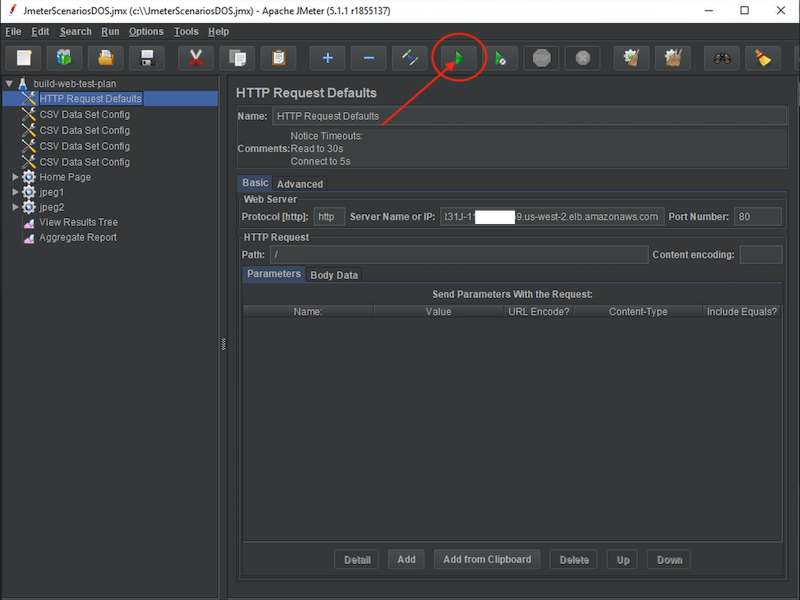 JmeterScenariosDOS.jmx (c:\\UmeterScenariosDOS.jmx) - Apache JMeter (5.1.1 r1855137)
File Edit Search Run Options Tools Help
build-web-test-plan
HTTP Request Defaults
CSV Data Set Config
CSV Data Set Config
CSV Data Set Config
CSV Data Set Config
Home Page
jpeg1
jpeg2
View Results Tree
Aggregate Report
HTTP Request Defaults
Name: HTTP Request Defaults
Notice Timeouts:
Comments: Read to 30s
Connect to 5s
Basic Advanced
Web Server
Protocol [http]: http Server Name or IP: .us-west-2.elb.amazonaws.com Port Number: 80
HTTP Request
Path: / Content encoding:
Parameters Body Data
Send Parameters With the Request:
Name: Value URL Encode? Content-Type Include Equals?
Detail Add Add from Clipboard Delete Up Down